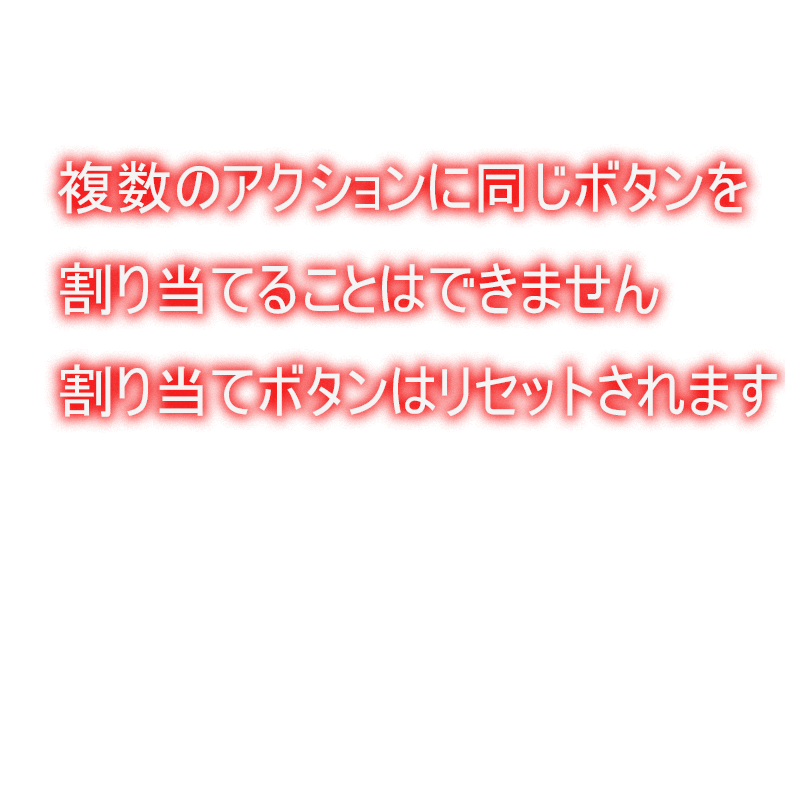 複数のアクションに同じボタンを
割り当てることはできません
割り当てボタンはリセットされます